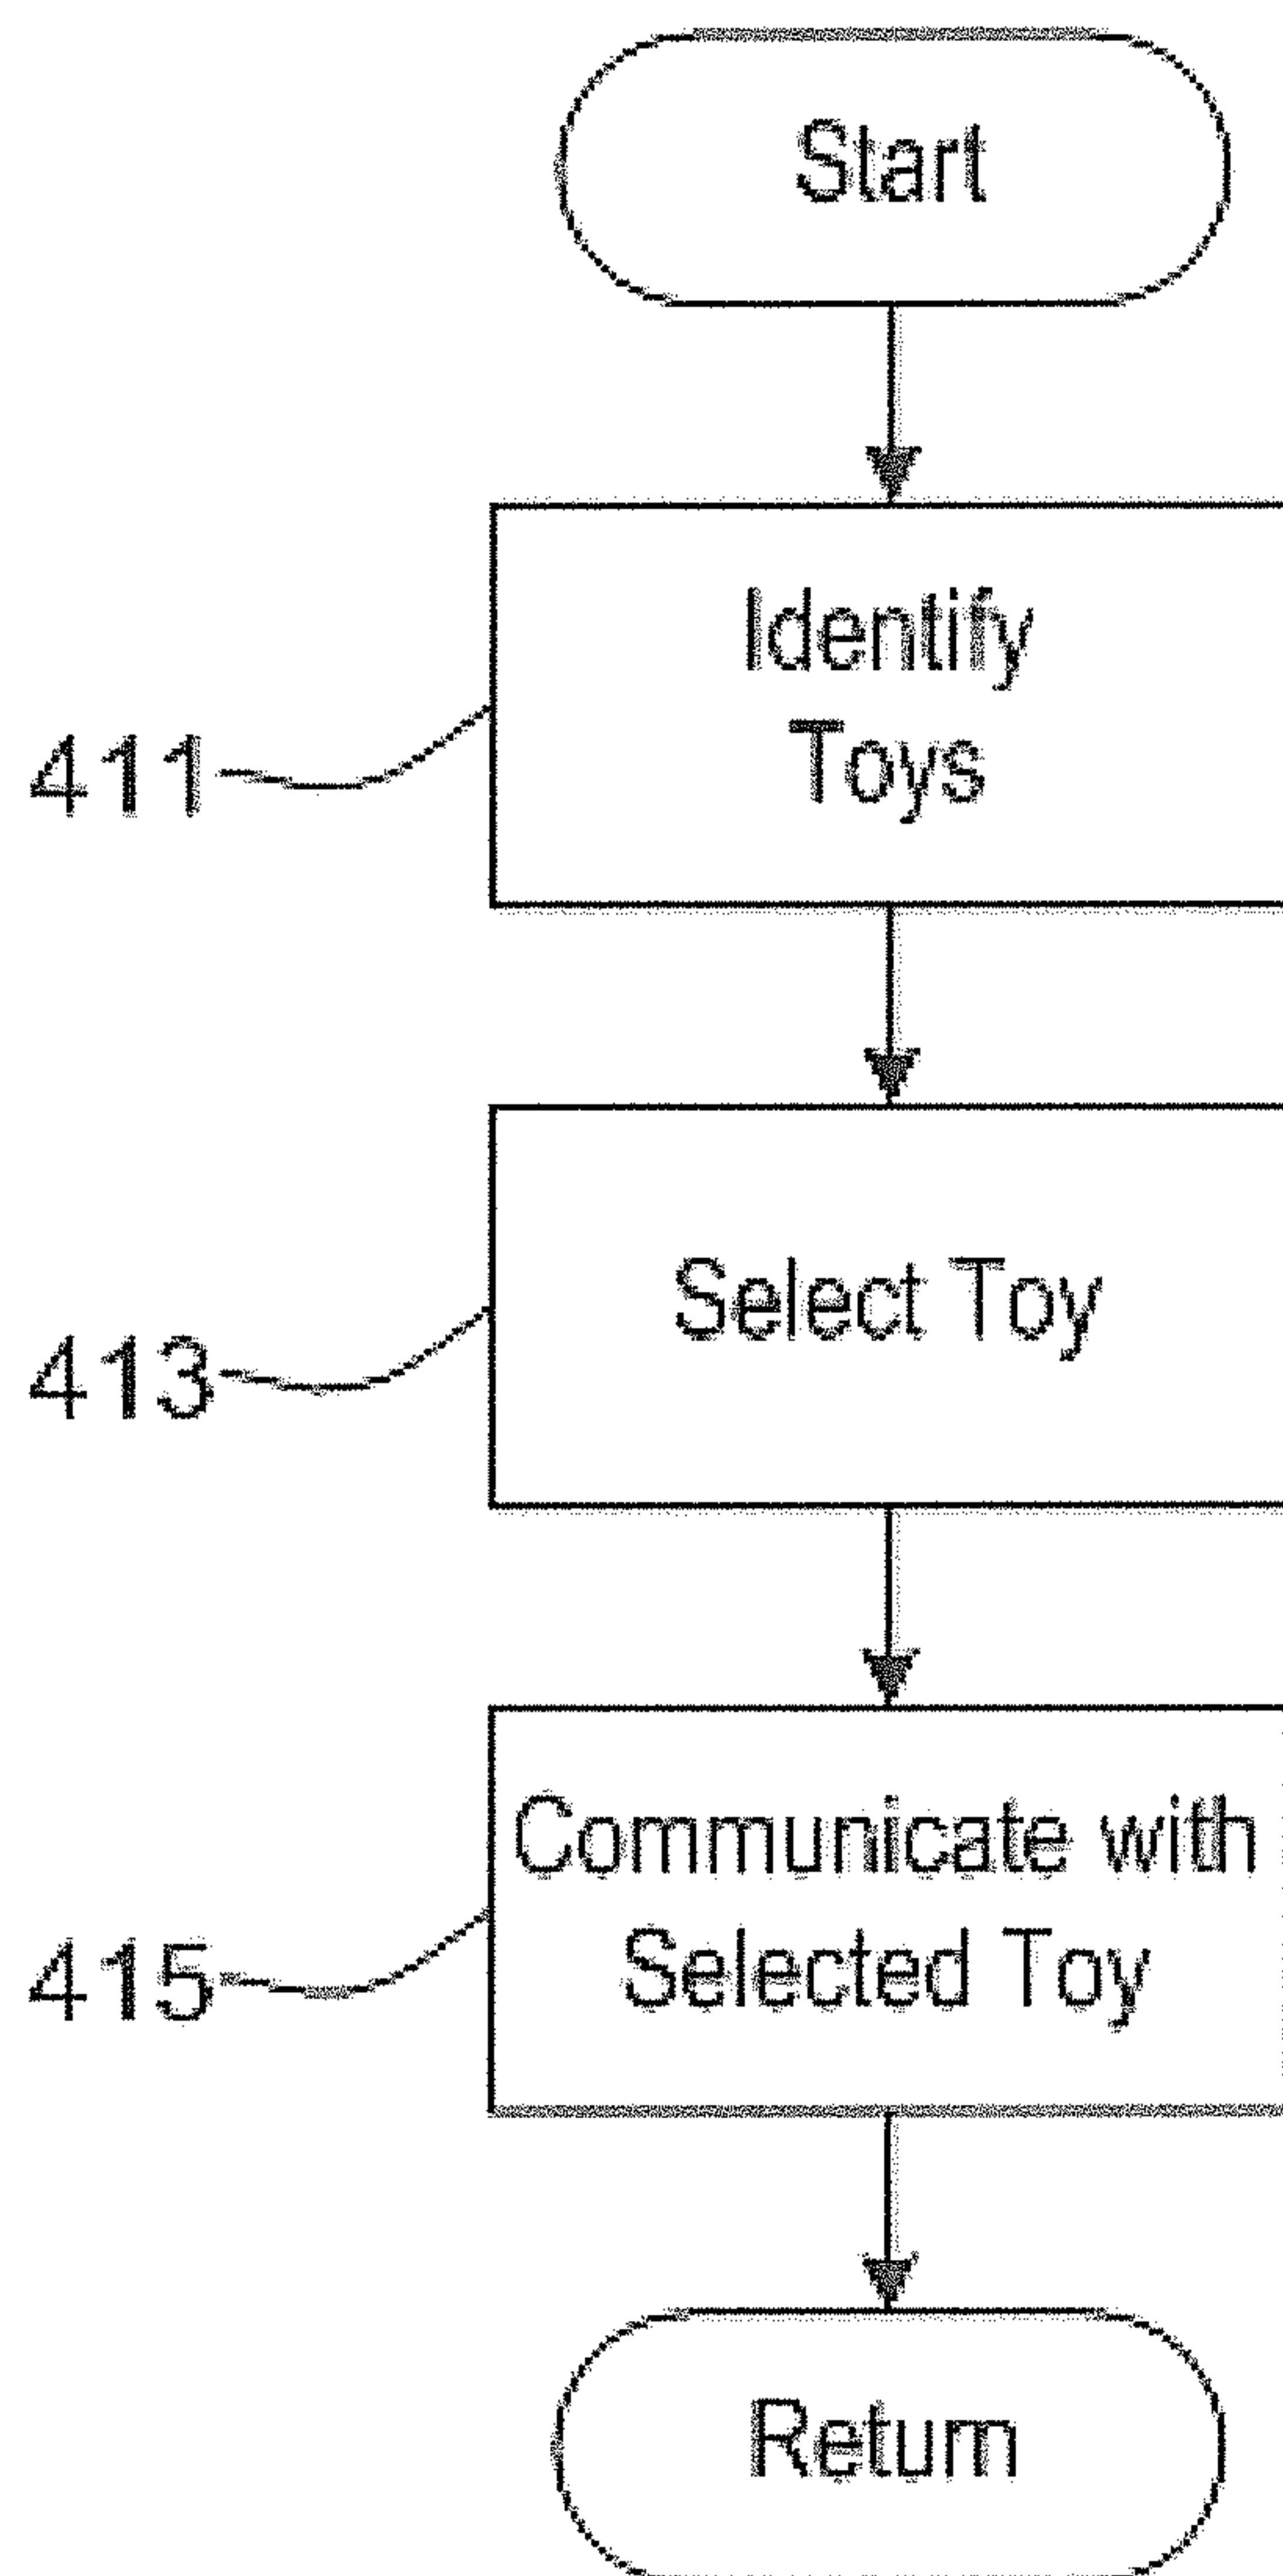 Start
Identify
Toys
411
Select Toy
413
Communicate with
Selected Toy
415
Return